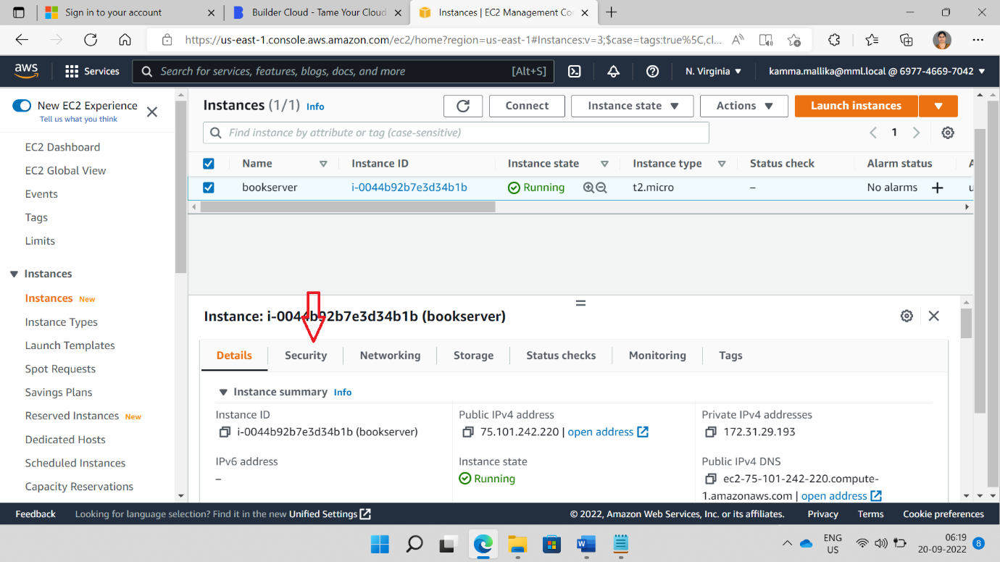 Sign in to your account
Builder Cloud - Tame Your Cloud
Instances | EC2 Management Co
https://us-east-1.console.aws.amazon.com/ec2/home?region=us-east-1#Instances:v=3;$case=tags:true%5C,cl...
aws
Services
Search for services, features, blogs, docs, and more
[Alt+S]
N. Virginia
kamma.mallika@mml.local @ 6977-4669-7042
New EC2 Experience
Tell us what you think
EC2 Dashboard
EC2 Global View
Events
Tags
Limits
Instances
Instances New
Instance Types
Launch Templates
Spot Requests
Savings Plans
Reserved Instances New
Dedicated Hosts
Scheduled Instances
Capacity Reservations
Instances (1/1) Info
Connect
Instance state
Actions
Launch instances
Find instance by attribute or tag (case-sensitive)
1
Name Instance ID Instance state Instance type Status check Alarm status
bookserver i-0044b92b7e3d34b1b Running t2.micro – No alarms +
Instance: i-0044b92b7e3d34b1b (bookserver)
Details Security Networking Storage Status checks Monitoring Tags
Instance summary Info
Instance ID
i-0044b92b7e3d34b1b (bookserver)
Public IPv4 address
75.101.242.220 | open address
Private IPv4 addresses
172.31.29.193
IPv6 address
–
Instance state
Running
Public IPv4 DNS
ec2-75-101-242-220.compute-
1.amazonaws.com | open address
Feedback
Looking for language selection? Find it in the new Unified Settings
© 2022, Amazon Web Services, Inc. or its affiliates.
Privacy
Terms
Cookie preferences
ENG
US
06:19
20-09-2022
8